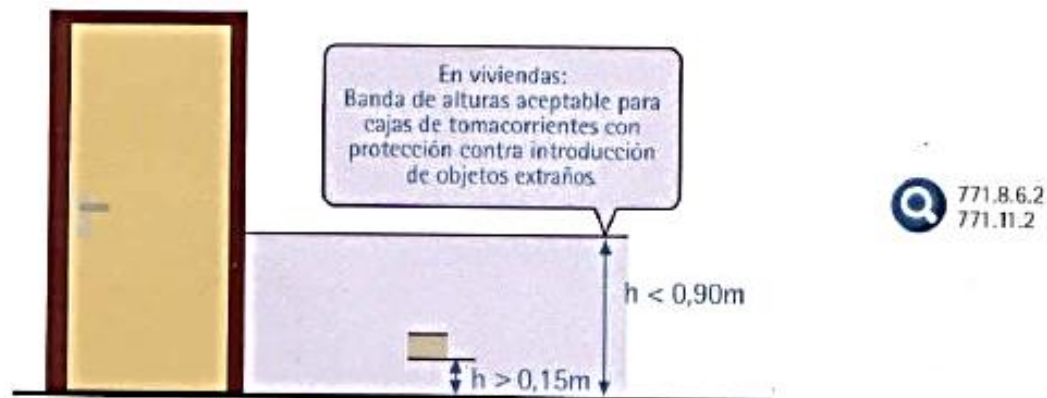 En viviendas:
Banda de alturas aceptable para
cajas de tomacorrientes con
protección contra introducción
de objetos extraños
771.8.6.2
771.11.2
h < 0,90m
h > 0,15m